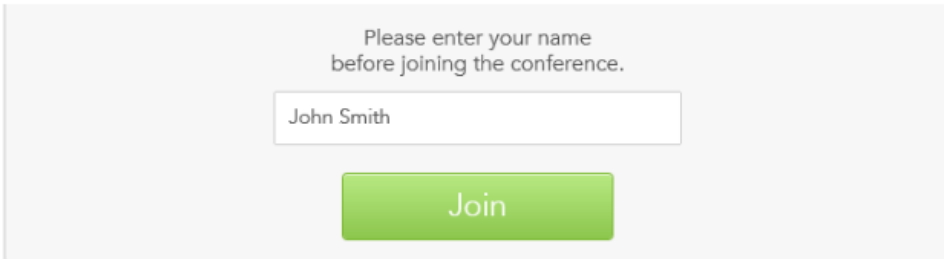 Please enter your name
before joining the conference.
John Smith
Join